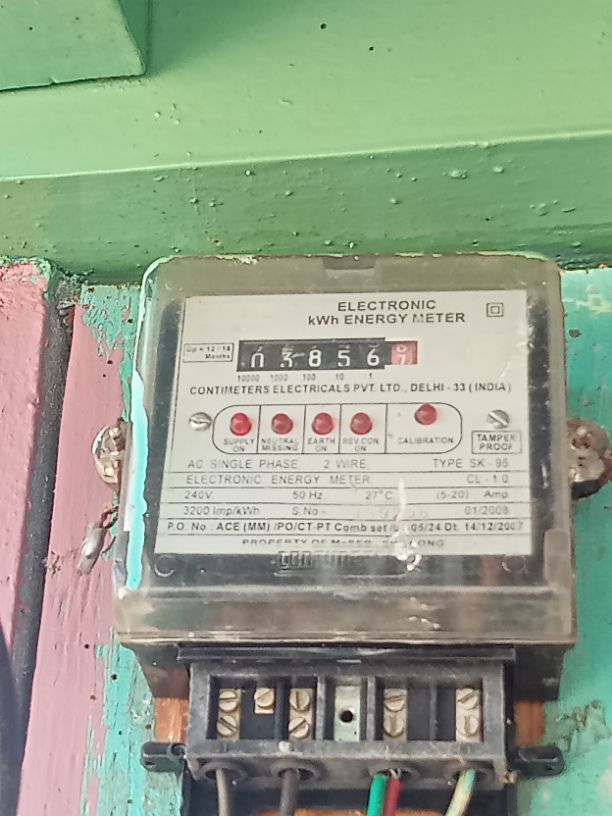 ELECTRONIC
kWh ENERGY METER
Gp = 12 / 18
Months
0 3 8 5 6
10000 1000 100 10 1
CONTIMETERS ELECTRICALS PVT. LTD., DELHI - 33 (INDIA)
SUPPLY ON NEUTRAL MISSING EARTH ON REV.CON ON CALIBRATION TAMPER PROOF
AC SINGLE PHASE 2 WIRE, TYPE SK - 95
ELECTRONIC ENERGY METER CL - 1.0
240V, 50 Hz, 27°C (5-20) Amp
3200 Imp/kWh S.No.- 01/2008
P.O. No : ACE (MM) /PO/CT-PT Comb set /05/24 Dt. 14/12/2007
PROPERTY OF